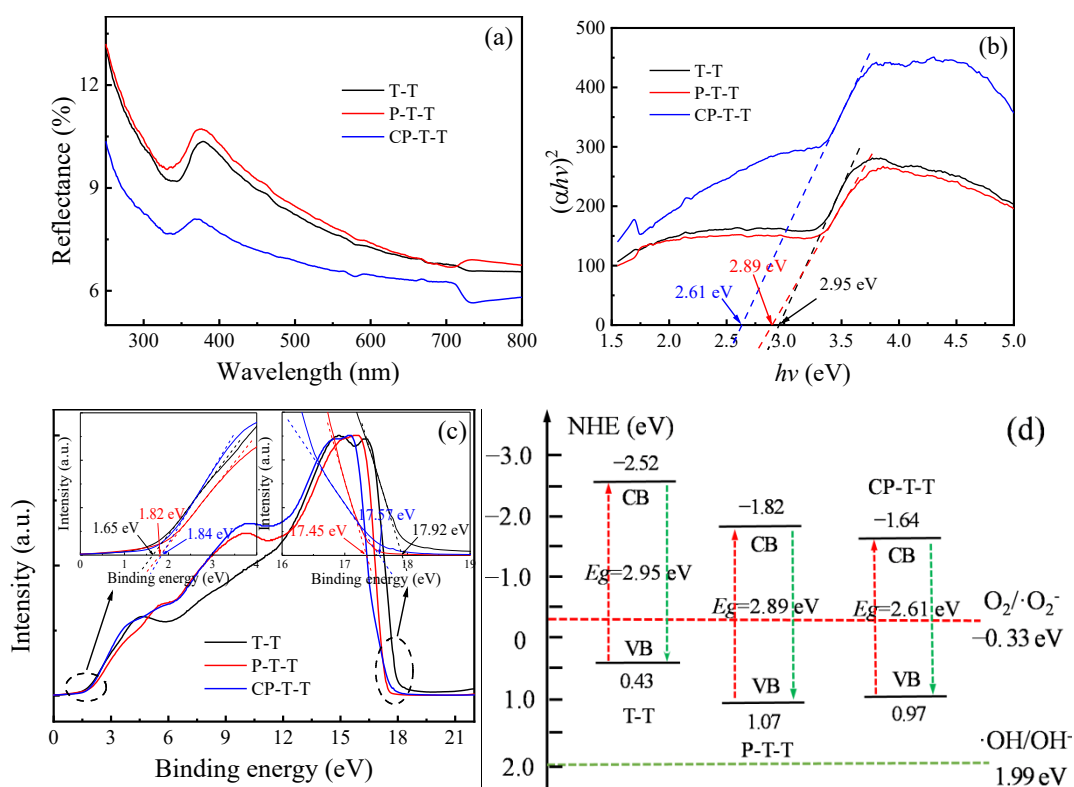 (a)
T-T
P-T-T
CP-T-T
Reflectance (%)
12
9
6
300 400 500 600 700 800
Wavelength (nm)
(b)
T-T
P-T-T
CP-T-T
(αhν)²
500
400
300
200
100
0
2.61 eV
2.89 eV
2.95 eV
1.5 2.0 2.5 3.0 3.5 4.0 4.5 5.0
hν (eV)
(c)
Intensity (a.u.)
Intensity (a.u.)
1.65 eV
1.82 eV
1.84 eV
0 1 2 3 4
Binding energy (eV)
Intensity (a.u.)
17.45 eV
17.57 eV
17.92 eV
16 17 18 19
Binding energy (eV)
T-T
P-T-T
CP-T-T
0 3 6 9 12 15 18 21
Binding energy (eV)
(d)
NHE (eV)
−3.0
−2.0
−1.0
0
1.0
2.0
−2.52
CB
Eg=2.95 eV
VB
0.43
T-T
−1.82
CB
Eg=2.89 eV
VB
1.07
P-T-T
CP-T-T
−1.64
CB
Eg=2.61 eV
VB
0.97
O₂/·O₂⁻
−0.33 eV
·OH/OH⁻
1.99 eV